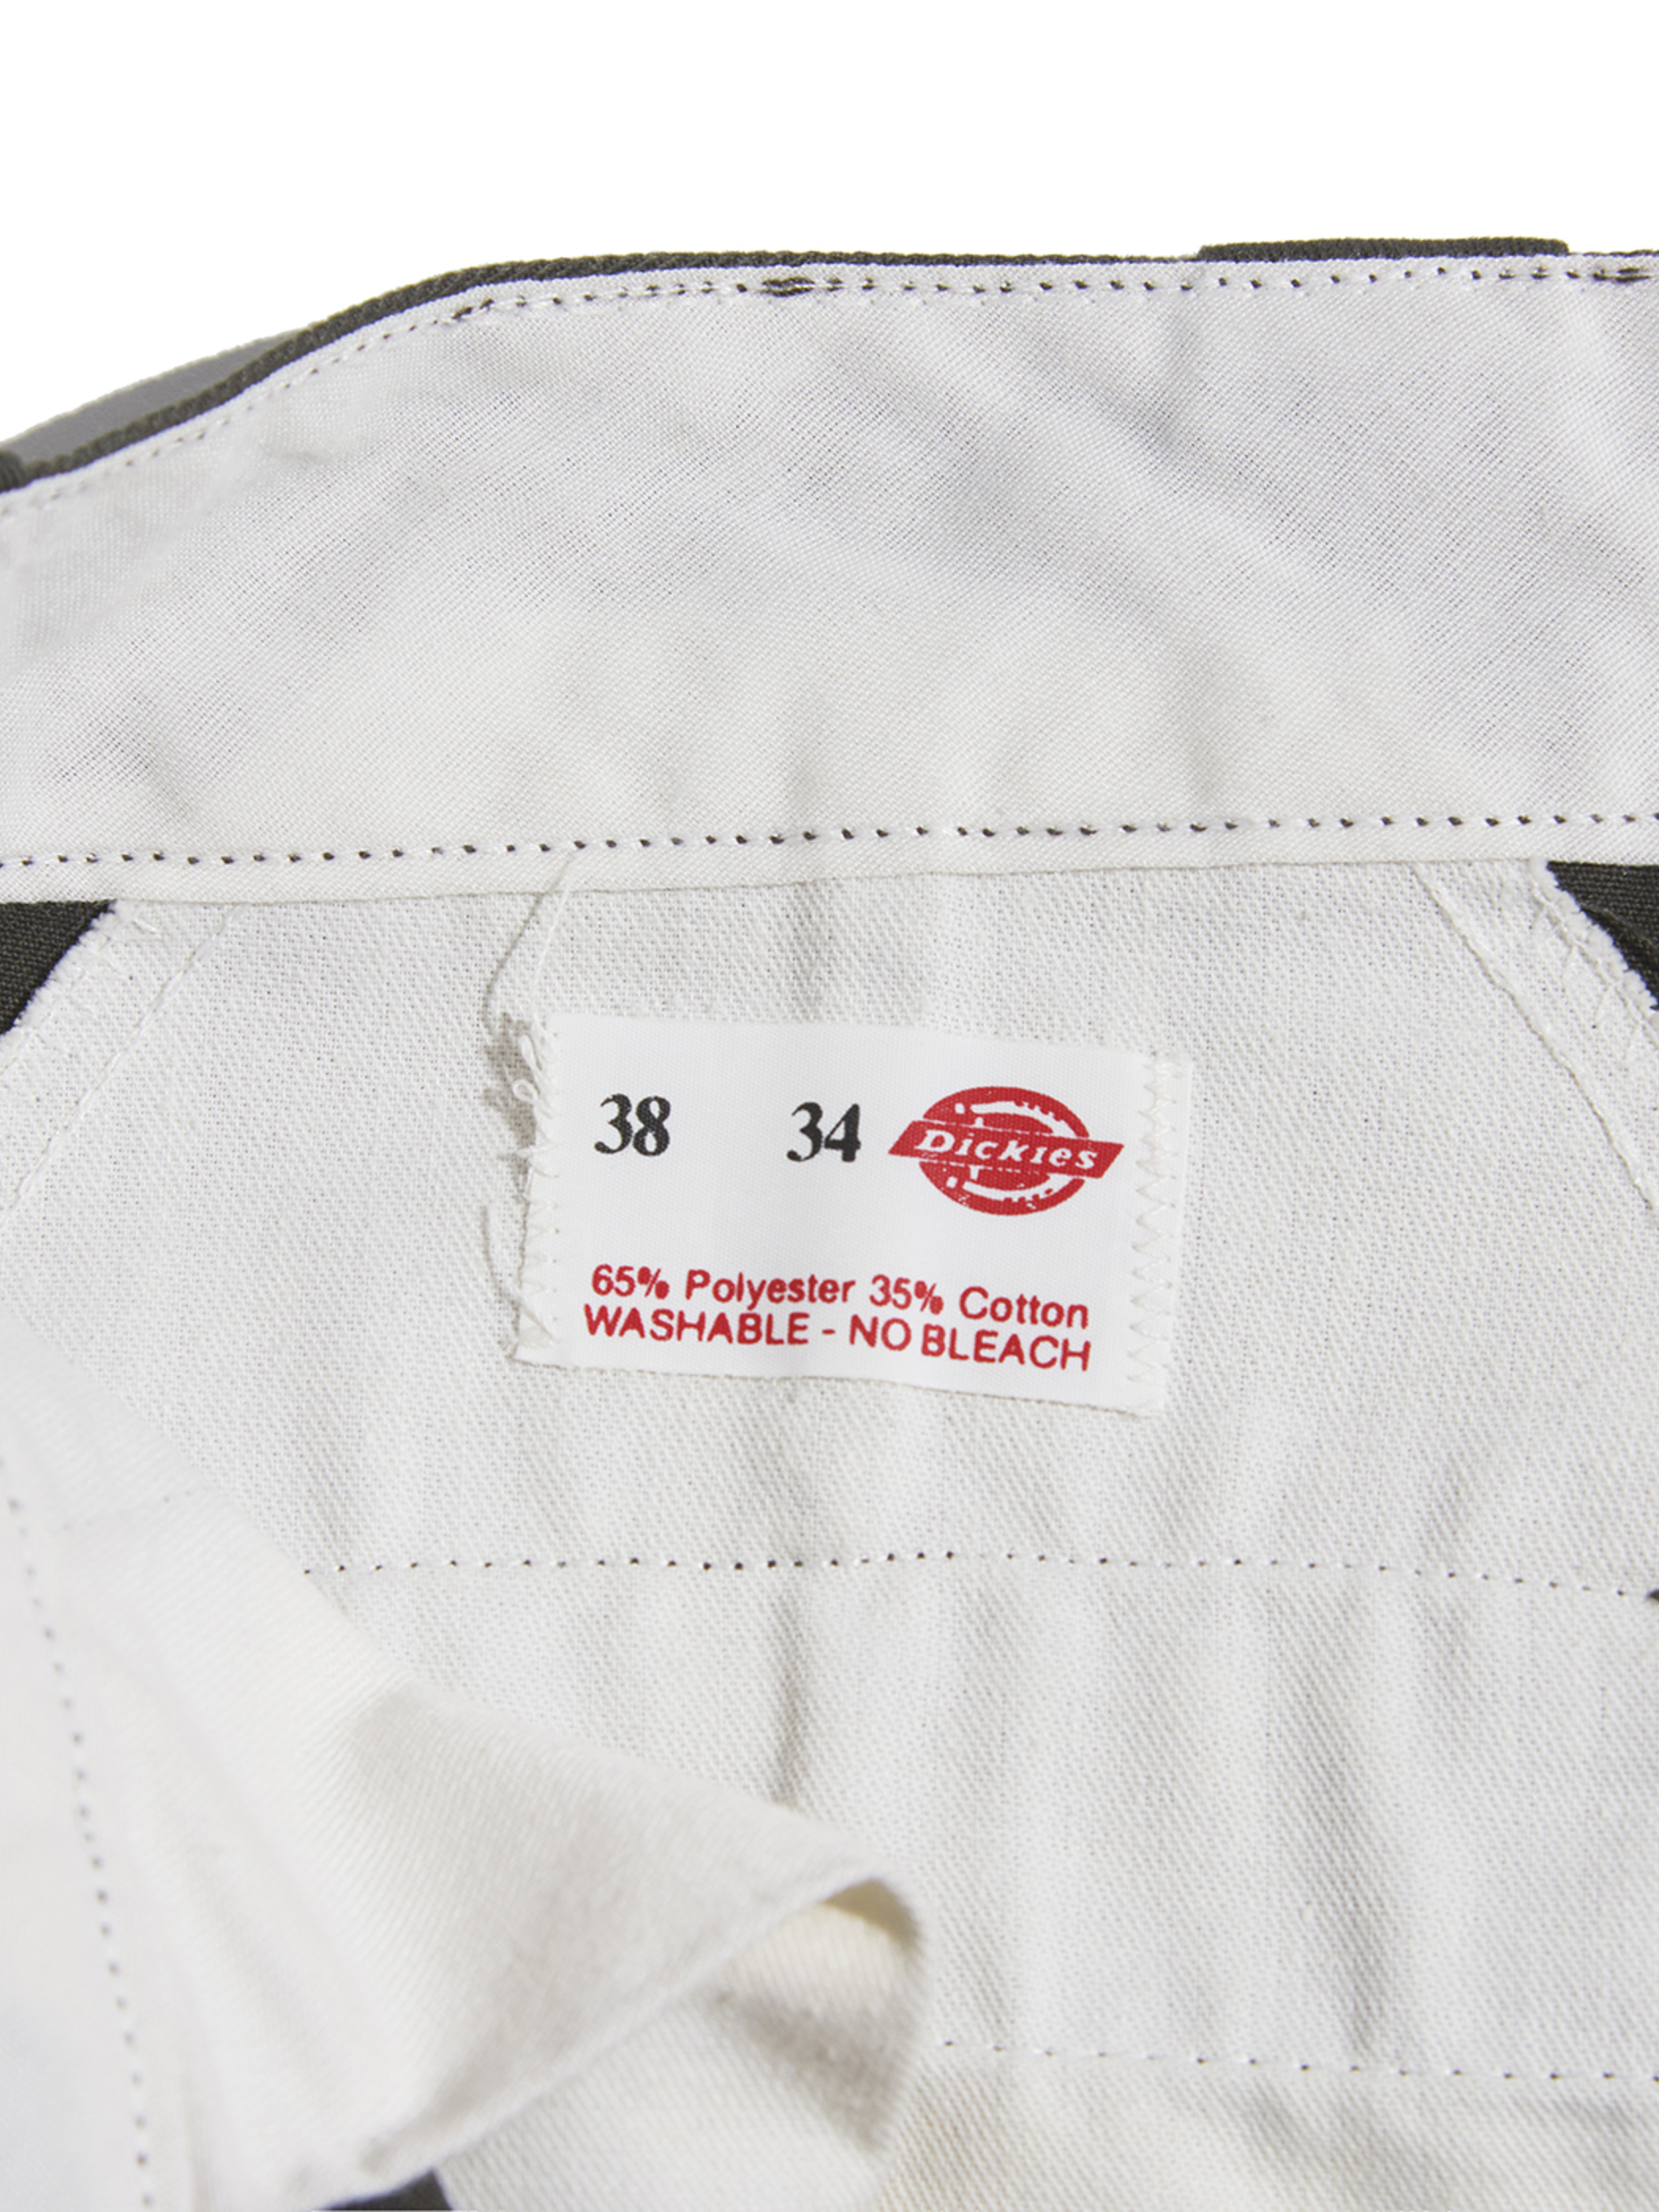 38 34 Dickies
65% Polyester 35% Cotton
WASHABLE - NO BLEACH